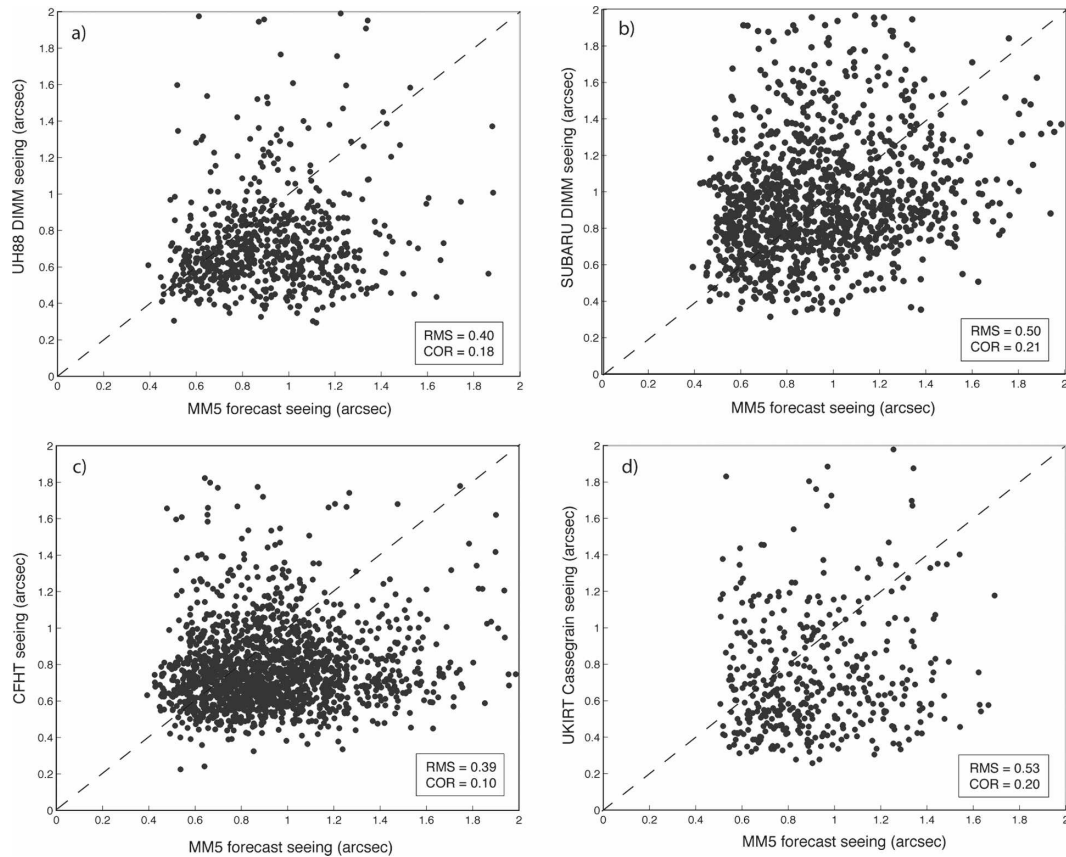 a)
UH88 DIMM seeing (arcsec)
2
1.8
1.6
1.4
1.2
1
0.8
0.6
0.4
0.2
0
RMS = 0.40
COR = 0.18
0 0.2 0.4 0.6 0.8 1 1.2 1.4 1.6 1.8 2
MM5 forecast seeing (arcsec)
b)
SUBARU DIMM seeing (arcsec)
2
1.8
1.6
1.4
1.2
1
0.8
0.6
0.4
0.2
0
RMS = 0.50
COR = 0.21
0 0.2 0.4 0.6 0.8 1 1.2 1.4 1.6 1.8 2
MM5 forecast seeing (arcsec)
c)
CFHT seeing (arcsec)
2
1.8
1.6
1.4
1.2
1
0.8
0.6
0.4
0.2
0
RMS = 0.39
COR = 0.10
0 0.2 0.4 0.6 0.8 1 1.2 1.4 1.6 1.8 2
MM5 forecast seeing (arcsec)
d)
UKIRT Cassegrain seeing (arcsec)
2
1.8
1.6
1.4
1.2
1
0.8
0.6
0.4
0.2
0
RMS = 0.53
COR = 0.20
0 0.2 0.4 0.6 0.8 1 1.2 1.4 1.6 1.8 2
MM5 forecast seeing (arcsec)